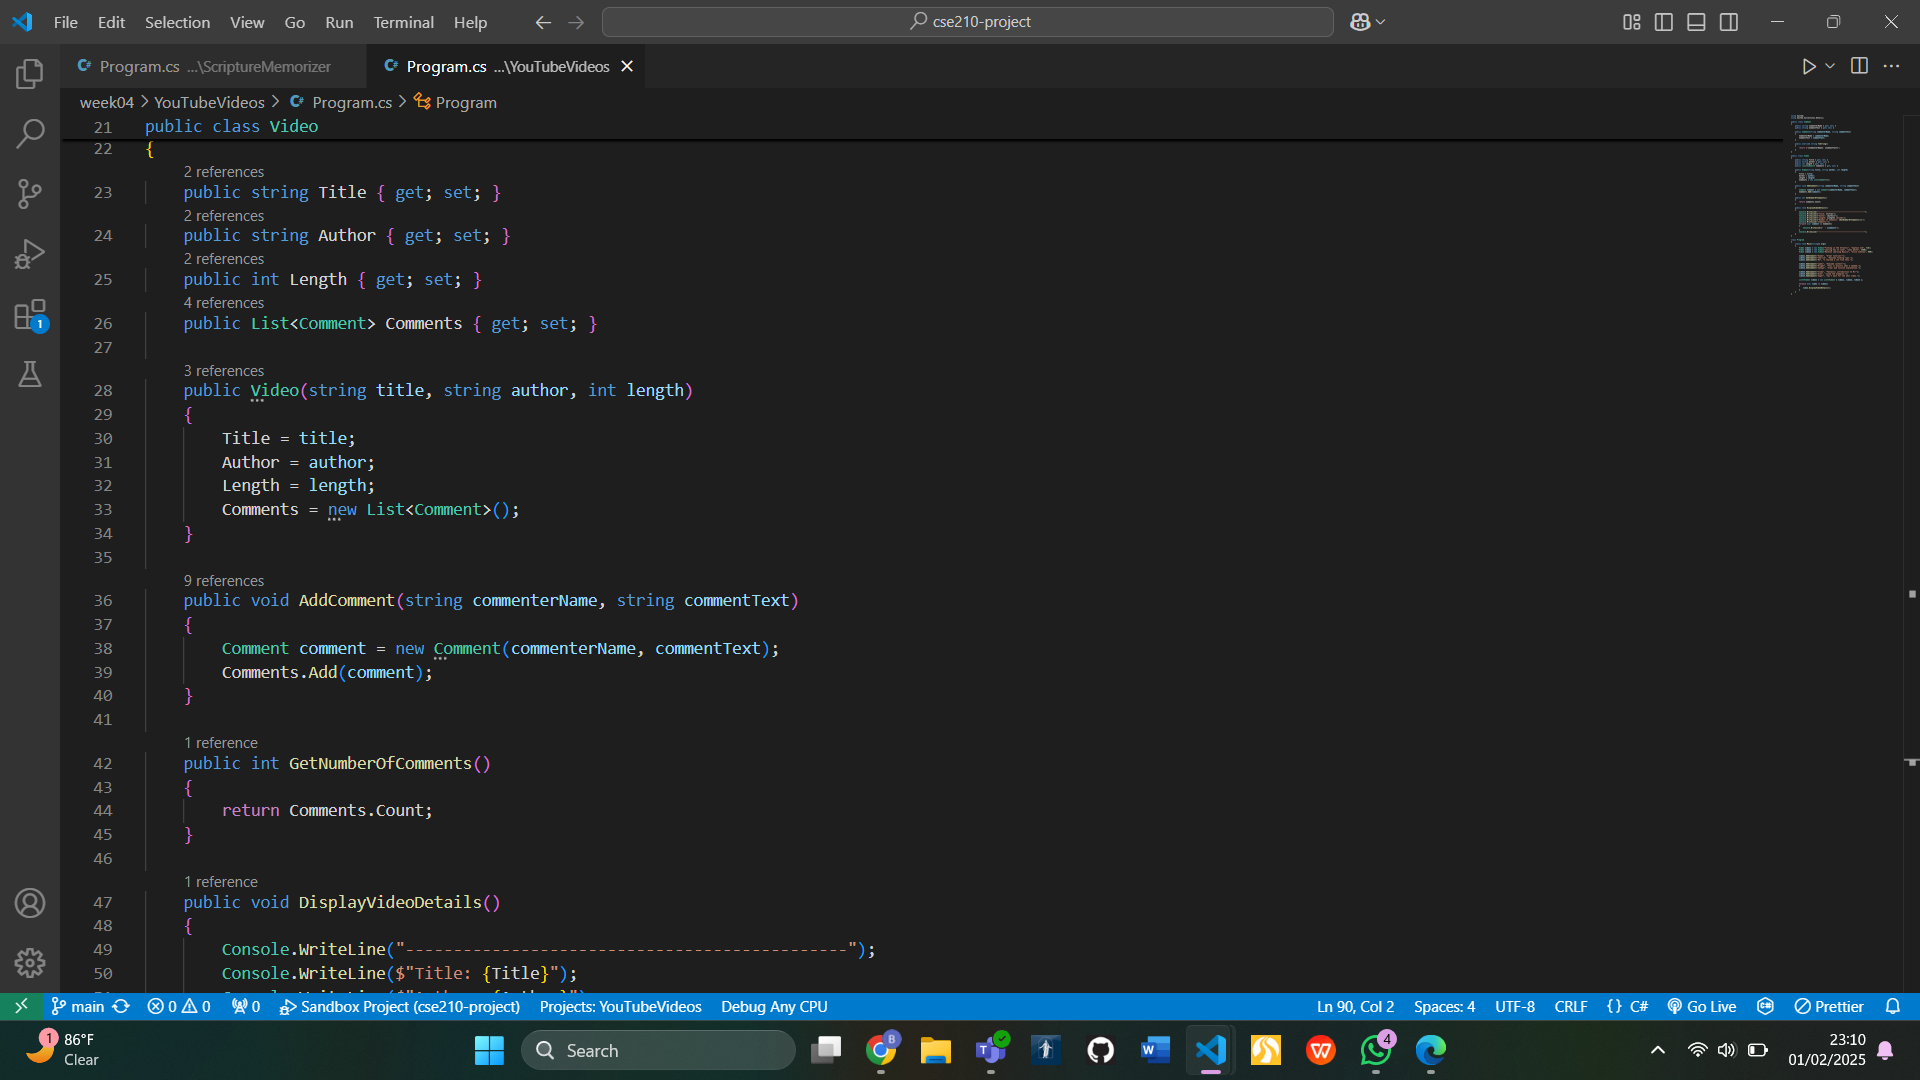 File Edit Selection View Go Run Terminal Help
cse210-project
Program.cs ...\ScriptureMemorizer
Program.cs ...\YouTubeVideos
week04 > YouTubeVideos > Program.cs > Program
21 public class Video
22 {
2 references
23 public string Title { get; set; }
2 references
24 public string Author { get; set; }
2 references
25 public int Length { get; set; }
4 references
26 public List<Comment> Comments { get; set; }
27
3 references
28 public Video(string title, string author, int length)
29 {
30 Title = title;
31 Author = author;
32 Length = length;
33 Comments = new List<Comment>();
34 }
35
9 references
36 public void AddComment(string commenterName, string commentText)
37 {
38 Comment comment = new Comment(commenterName, commentText);
39 Comments.Add(comment);
40 }
41
1 reference
42 public int GetNumberOfComments()
43 {
44 return Comments.Count;
45 }
46
1 reference
47 public void DisplayVideoDetails()
48 {
49 Console.WriteLine("----------------------------------------------");
50 Console.WriteLine($"Title: {Title}");
1
main 0 0 0 Sandbox Project (cse210-project) Projects: YouTubeVideos Debug Any CPU
Ln 90, Col 2 Spaces: 4 UTF-8 CRLF {} C# Go Live Prettier
1
86°F
Clear
Search
B
4
23:10
01/02/2025